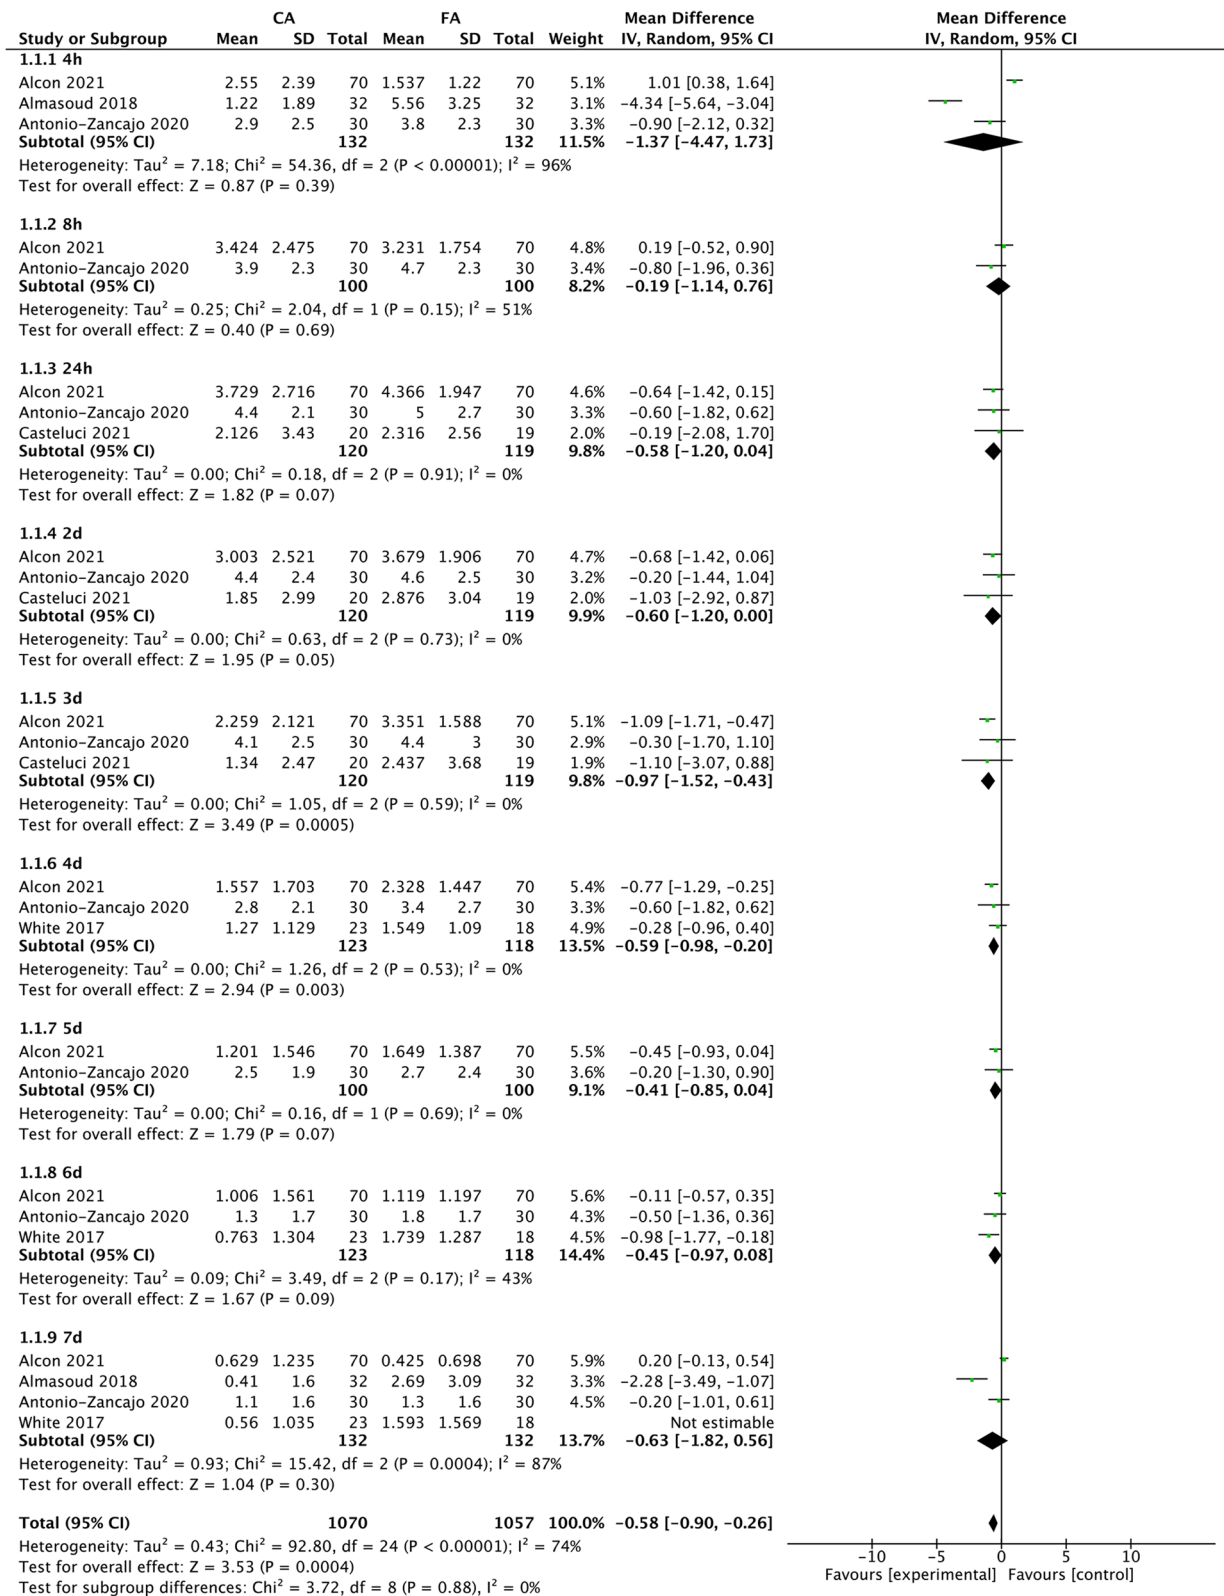 CA FA Mean Difference Mean Difference
Study or Subgroup Mean SD Total Mean SD Total Weight IV, Random, 95% CI IV, Random, 95% CI
1.1.1 4h
Alcon 2021 2.55 2.39 70 1.537 1.22 70 5.1% 1.01 [0.38, 1.64]
Almasoud 2018 1.22 1.89 32 5.56 3.25 32 3.1% −4.34 [−5.64, −3.04]
Antonio-Zancajo 2020 2.9 2.5 30 3.8 2.3 30 3.3% −0.90 [−2.12, 0.32]
Subtotal (95% CI) 132 132 11.5% −1.37 [−4.47, 1.73]
Heterogeneity: Tau² = 7.18; Chi² = 54.36, df = 2 (P < 0.00001); I² = 96%
Test for overall effect: Z = 0.87 (P = 0.39)
1.1.2 8h
Alcon 2021 3.424 2.475 70 3.231 1.754 70 4.8% 0.19 [−0.52, 0.90]
Antonio-Zancajo 2020 3.9 2.3 30 4.7 2.3 30 3.4% −0.80 [−1.96, 0.36]
Subtotal (95% CI) 100 100 8.2% −0.19 [−1.14, 0.76]
Heterogeneity: Tau² = 0.25; Chi² = 2.04, df = 1 (P = 0.15); I² = 51%
Test for overall effect: Z = 0.40 (P = 0.69)
1.1.3 24h
Alcon 2021 3.729 2.716 70 4.366 1.947 70 4.6% −0.64 [−1.42, 0.15]
Antonio-Zancajo 2020 4.4 2.1 30 5 2.7 30 3.3% −0.60 [−1.82, 0.62]
Casteluci 2021 2.126 3.43 20 2.316 2.56 19 2.0% −0.19 [−2.08, 1.70]
Subtotal (95% CI) 120 119 9.8% −0.58 [−1.20, 0.04]
Heterogeneity: Tau² = 0.00; Chi² = 0.18, df = 2 (P = 0.91); I² = 0%
Test for overall effect: Z = 1.82 (P = 0.07)
1.1.4 2d
Alcon 2021 3.003 2.521 70 3.679 1.906 70 4.7% −0.68 [−1.42, 0.06]
Antonio-Zancajo 2020 4.4 2.4 30 4.6 2.5 30 3.2% −0.20 [−1.44, 1.04]
Casteluci 2021 1.85 2.99 20 2.876 3.04 19 2.0% −1.03 [−2.92, 0.87]
Subtotal (95% CI) 120 119 9.9% −0.60 [−1.20, 0.00]
Heterogeneity: Tau² = 0.00; Chi² = 0.63, df = 2 (P = 0.73); I² = 0%
Test for overall effect: Z = 1.95 (P = 0.05)
1.1.5 3d
Alcon 2021 2.259 2.121 70 3.351 1.588 70 5.1% −1.09 [−1.71, −0.47]
Antonio-Zancajo 2020 4.1 2.5 30 4.4 3 30 2.9% −0.30 [−1.70, 1.10]
Casteluci 2021 1.34 2.47 20 2.437 3.68 19 1.9% −1.10 [−3.07, 0.88]
Subtotal (95% CI) 120 119 9.8% −0.97 [−1.52, −0.43]
Heterogeneity: Tau² = 0.00; Chi² = 1.05, df = 2 (P = 0.59); I² = 0%
Test for overall effect: Z = 3.49 (P = 0.0005)
1.1.6 4d
Alcon 2021 1.557 1.703 70 2.328 1.447 70 5.4% −0.77 [−1.29, −0.25]
Antonio-Zancajo 2020 2.8 2.1 30 3.4 2.7 30 3.3% −0.60 [−1.82, 0.62]
White 2017 1.27 1.129 23 1.549 1.09 18 4.9% −0.28 [−0.96, 0.40]
Subtotal (95% CI) 123 118 13.5% −0.59 [−0.98, −0.20]
Heterogeneity: Tau² = 0.00; Chi² = 1.26, df = 2 (P = 0.53); I² = 0%
Test for overall effect: Z = 2.94 (P = 0.003)
1.1.7 5d
Alcon 2021 1.201 1.546 70 1.649 1.387 70 5.5% −0.45 [−0.93, 0.04]
Antonio-Zancajo 2020 2.5 1.9 30 2.7 2.4 30 3.6% −0.20 [−1.30, 0.90]
Subtotal (95% CI) 100 100 9.1% −0.41 [−0.85, 0.04]
Heterogeneity: Tau² = 0.00; Chi² = 0.16, df = 1 (P = 0.69); I² = 0%
Test for overall effect: Z = 1.79 (P = 0.07)
1.1.8 6d
Alcon 2021 1.006 1.561 70 1.119 1.197 70 5.6% −0.11 [−0.57, 0.35]
Antonio-Zancajo 2020 1.3 1.7 30 1.8 1.7 30 4.3% −0.50 [−1.36, 0.36]
White 2017 0.763 1.304 23 1.739 1.287 18 4.5% −0.98 [−1.77, −0.18]
Subtotal (95% CI) 123 118 14.4% −0.45 [−0.97, 0.08]
Heterogeneity: Tau² = 0.09; Chi² = 3.49, df = 2 (P = 0.17); I² = 43%
Test for overall effect: Z = 1.67 (P = 0.09)
1.1.9 7d
Alcon 2021 0.629 1.235 70 0.425 0.698 70 5.9% 0.20 [−0.13, 0.54]
Almasoud 2018 0.41 1.6 32 2.69 3.09 32 3.3% −2.28 [−3.49, −1.07]
Antonio-Zancajo 2020 1.1 1.6 30 1.3 1.6 30 4.5% −0.20 [−1.01, 0.61]
White 2017 0.56 1.035 23 1.593 1.569 18 Not estimable
Subtotal (95% CI) 132 132 13.7% −0.63 [−1.82, 0.56]
Heterogeneity: Tau² = 0.93; Chi² = 15.42, df = 2 (P = 0.0004); I² = 87%
Test for overall effect: Z = 1.04 (P = 0.30)
Total (95% CI) 1070 1057 100.0% −0.58 [−0.90, −0.26]
Heterogeneity: Tau² = 0.43; Chi² = 92.80, df = 24 (P < 0.00001); I² = 74%
Test for overall effect: Z = 3.53 (P = 0.0004)
Test for subgroup differences: Chi² = 3.72, df = 8 (P = 0.88), I² = 0%
−10 −5 0 5 10
Favours [experimental] Favours [control]